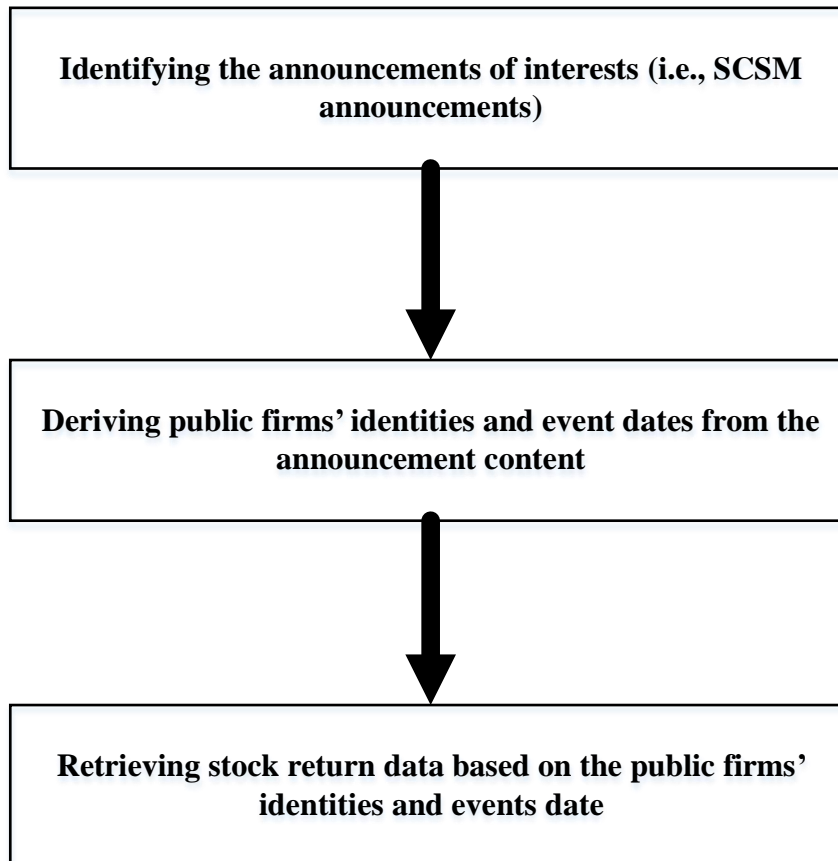 Identifying the announcements of interests (i.e., SCSM
announcements)
Deriving public firms’ identities and event dates from the
announcement content
Retrieving stock return data based on the public firms’
identities and events date